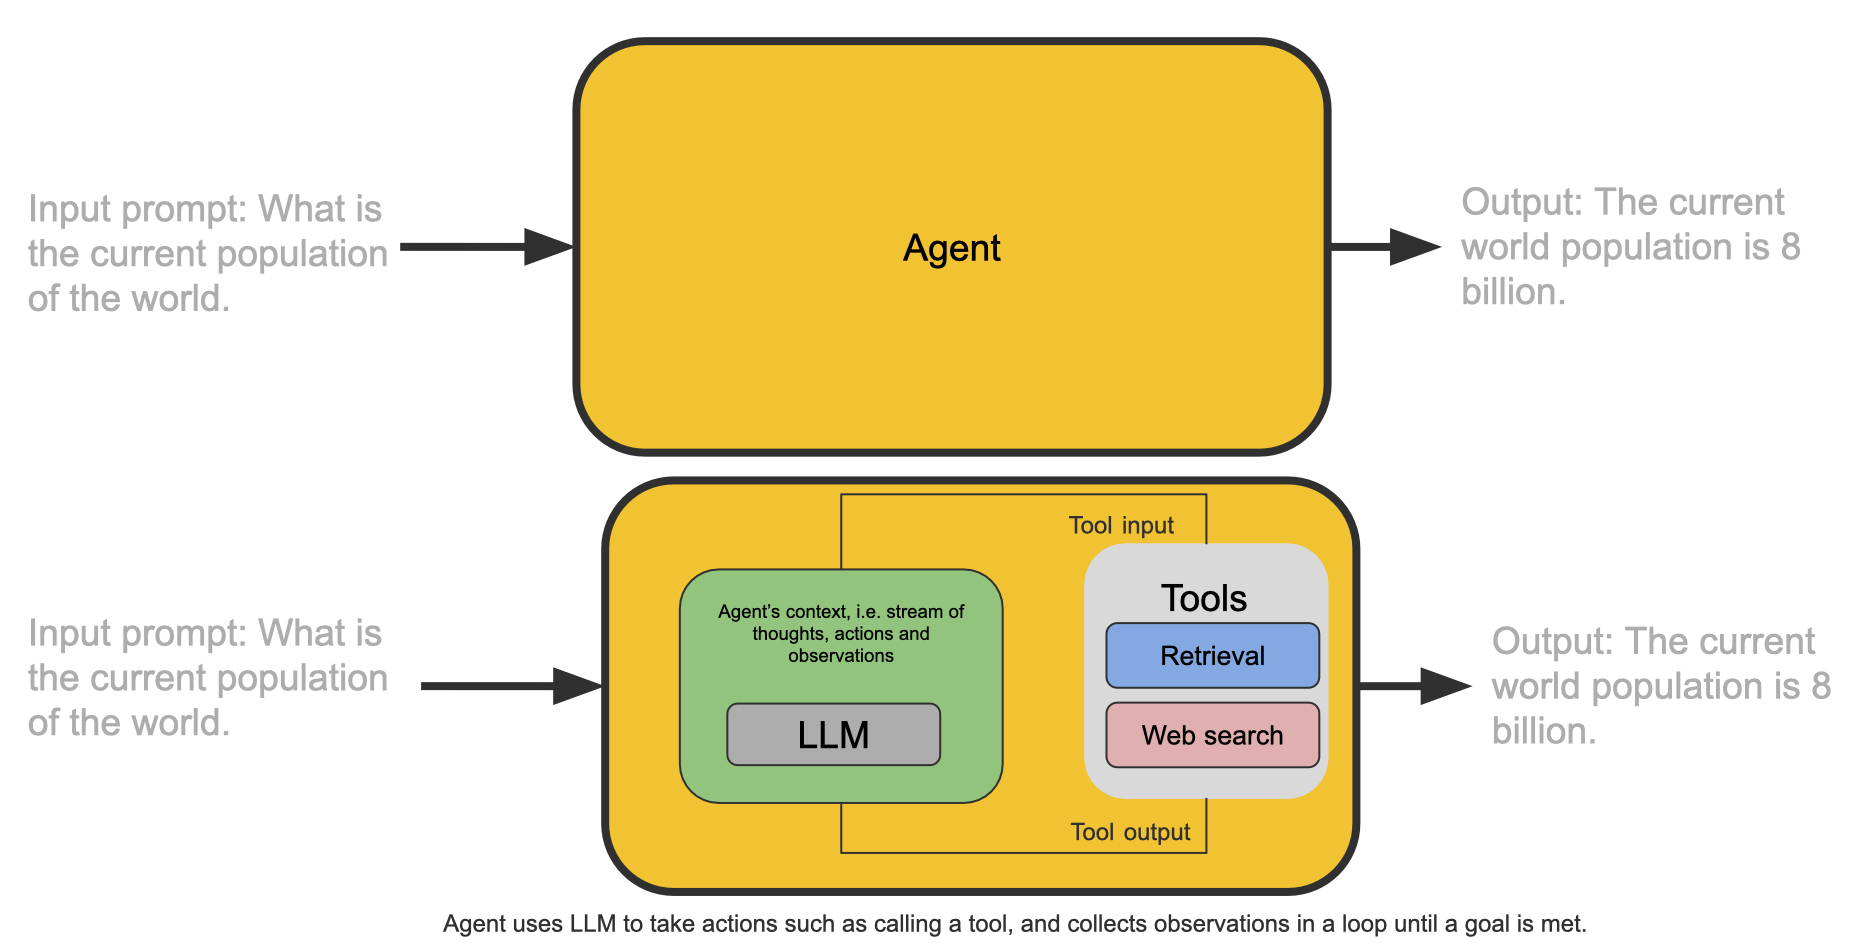 Input prompt: What is
the current population
of the world.
Agent
Output: The current
world population is 8
billion.
Input prompt: What is
the current population
of the world.
Tool input
Agent’s context, i.e. stream of
thoughts, actions and
observations
LLM
Tools
Retrieval
Web search
Tool output
Output: The current
world population is 8
billion.
Agent uses LLM to take actions such as calling a tool, and collects observations in a loop until a goal is met.